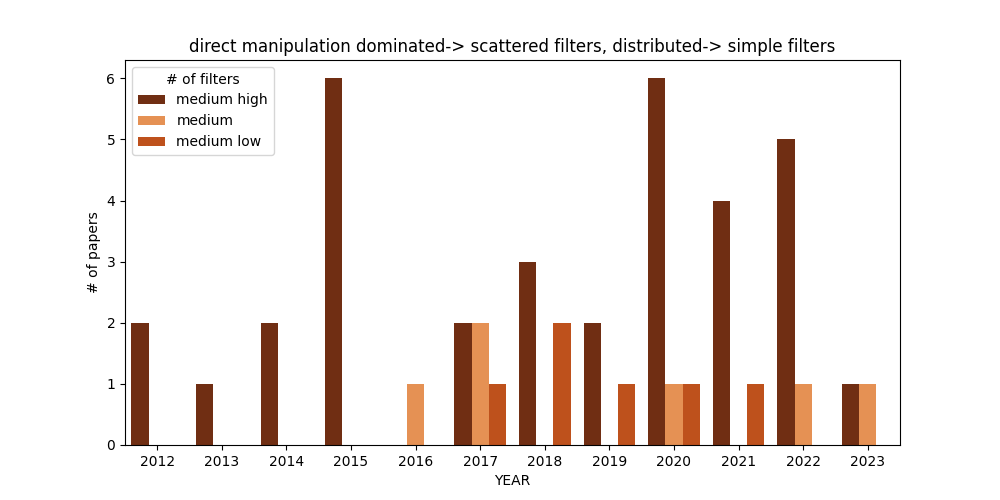 direct manipulation dominated-> scattered filters, distributed-> simple filters
# of filters
medium high
medium
medium low
# of papers
6
5
4
3
2
1
0
2012 2013 2014 2015 2016 2017 2018 2019 2020 2021 2022 2023
YEAR